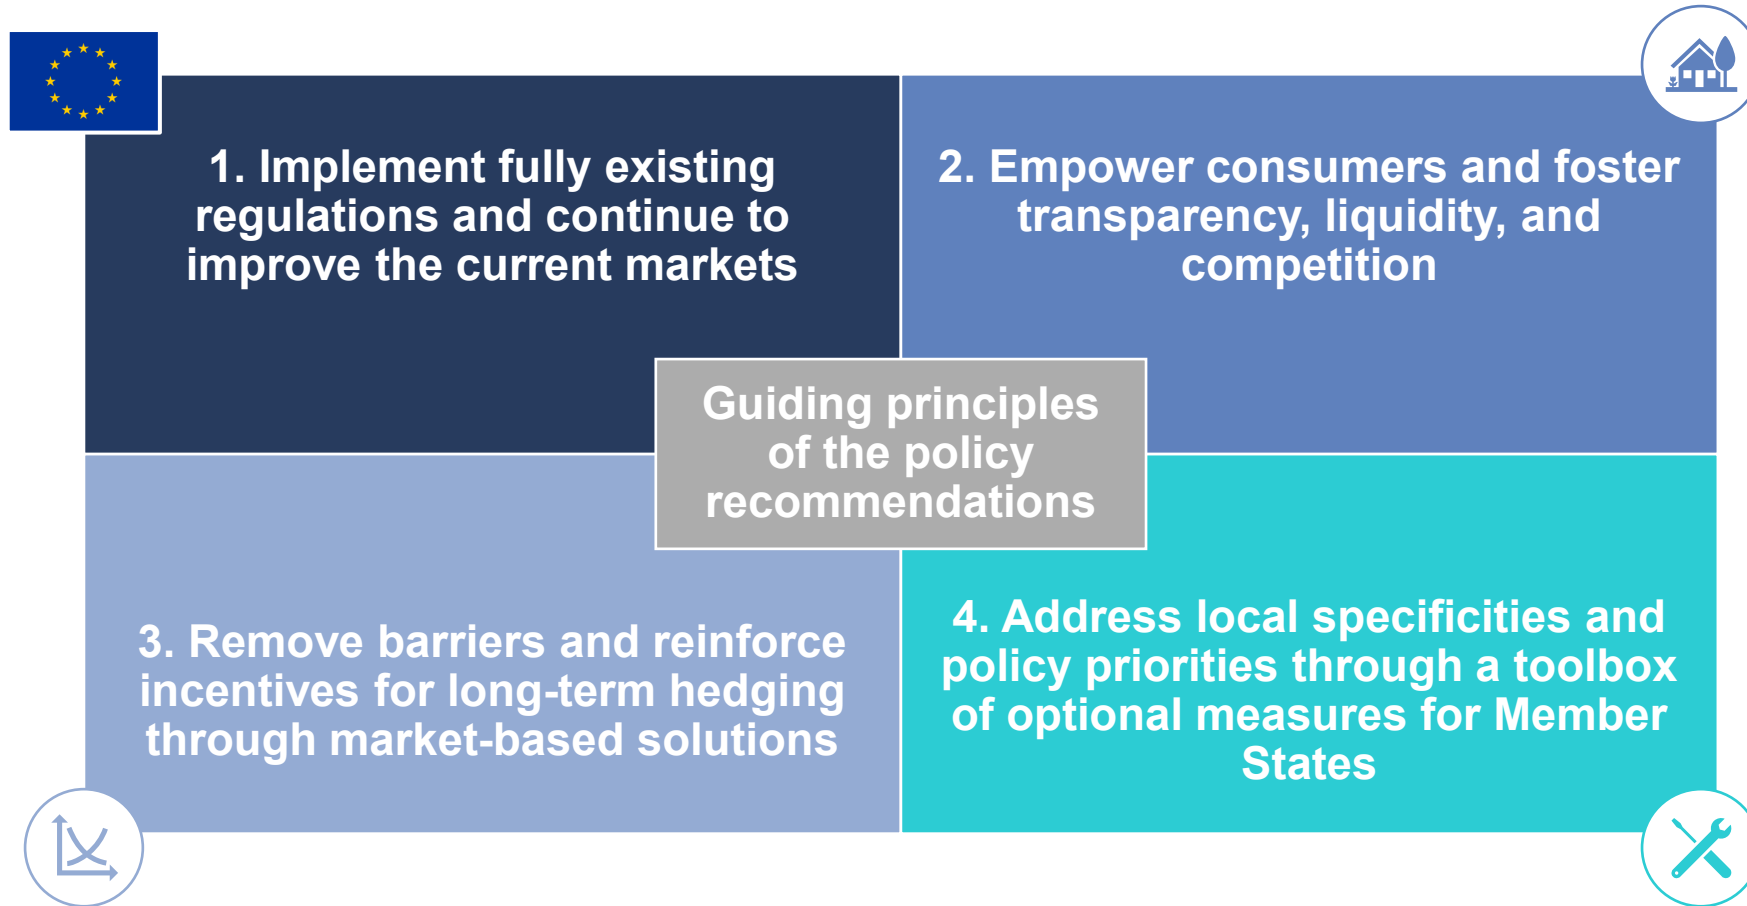 1. Implement fully existing
regulations and continue to
improve the current markets
2. Empower consumers and foster
transparency, liquidity, and
competition
Guiding principles
of the policy
recommendations
3. Remove barriers and reinforce
incentives for long-term hedging
through market-based solutions
4. Address local specificities and
policy priorities through a toolbox
of optional measures for Member
States